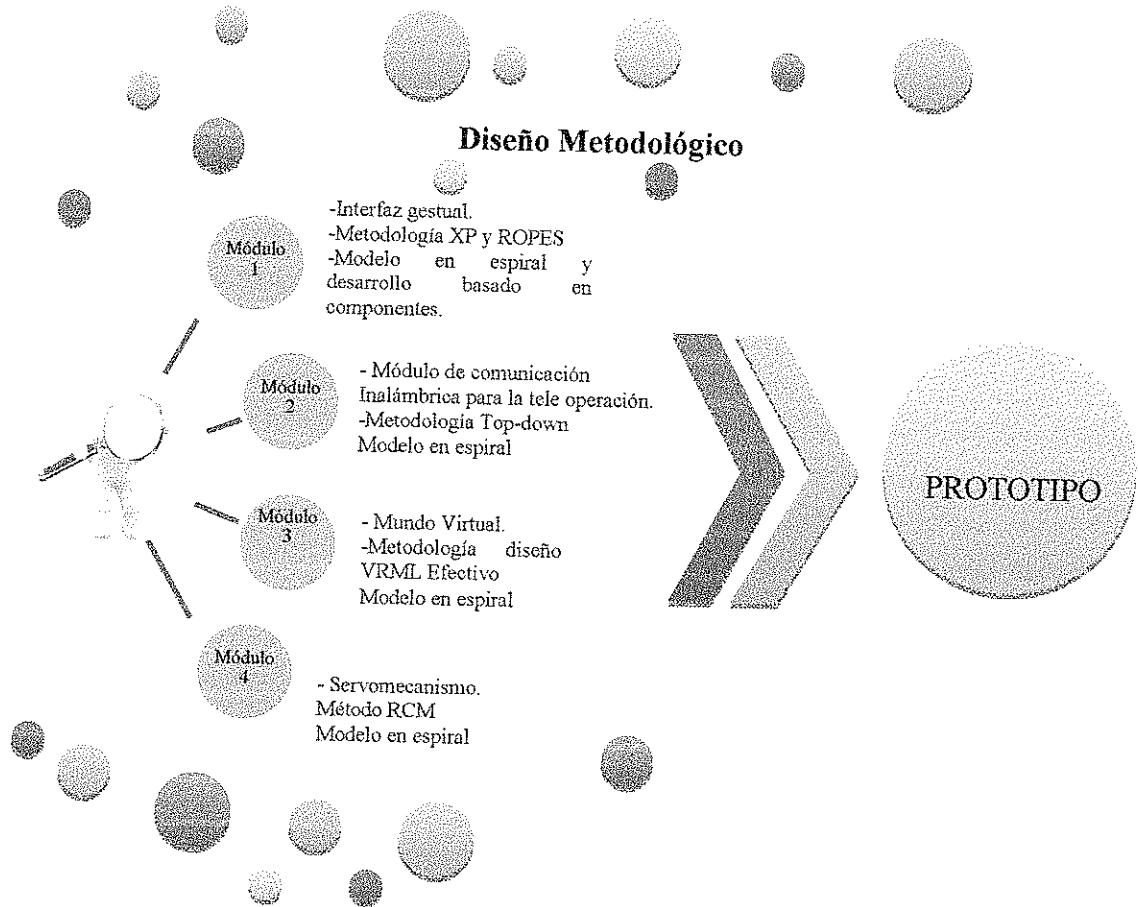 Diseño Metodológico
Módulo
1
-Interfaz gestual.
-Metodología XP y ROPES
-Modelo en espiral y
desarrollo basado en
componentes.
Módulo
2
- Módulo de comunicación
Inalámbrica para la tele operación.
-Metodología Top-down
Modelo en espiral
Módulo
3
- Mundo Virtual.
-Metodología diseño
VRML Efectivo
Modelo en espiral
Módulo
4
- Servomecanismo.
Método RCM
Modelo en espiral
PROTOTIPO